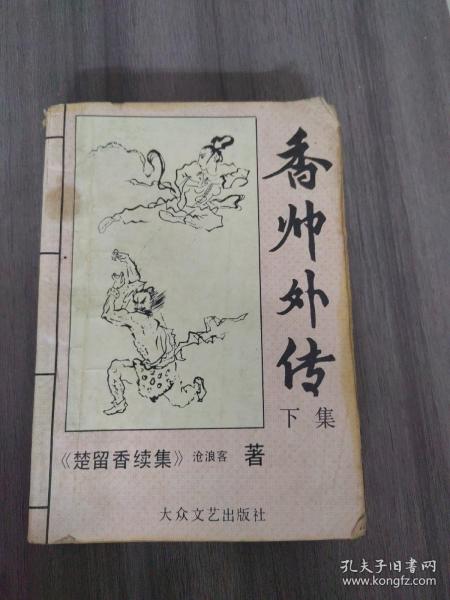 香帅外传
下集
《楚留香续集》 沧浪客 著
大众文艺出版社
孔夫子旧书网
www.kongfz.com